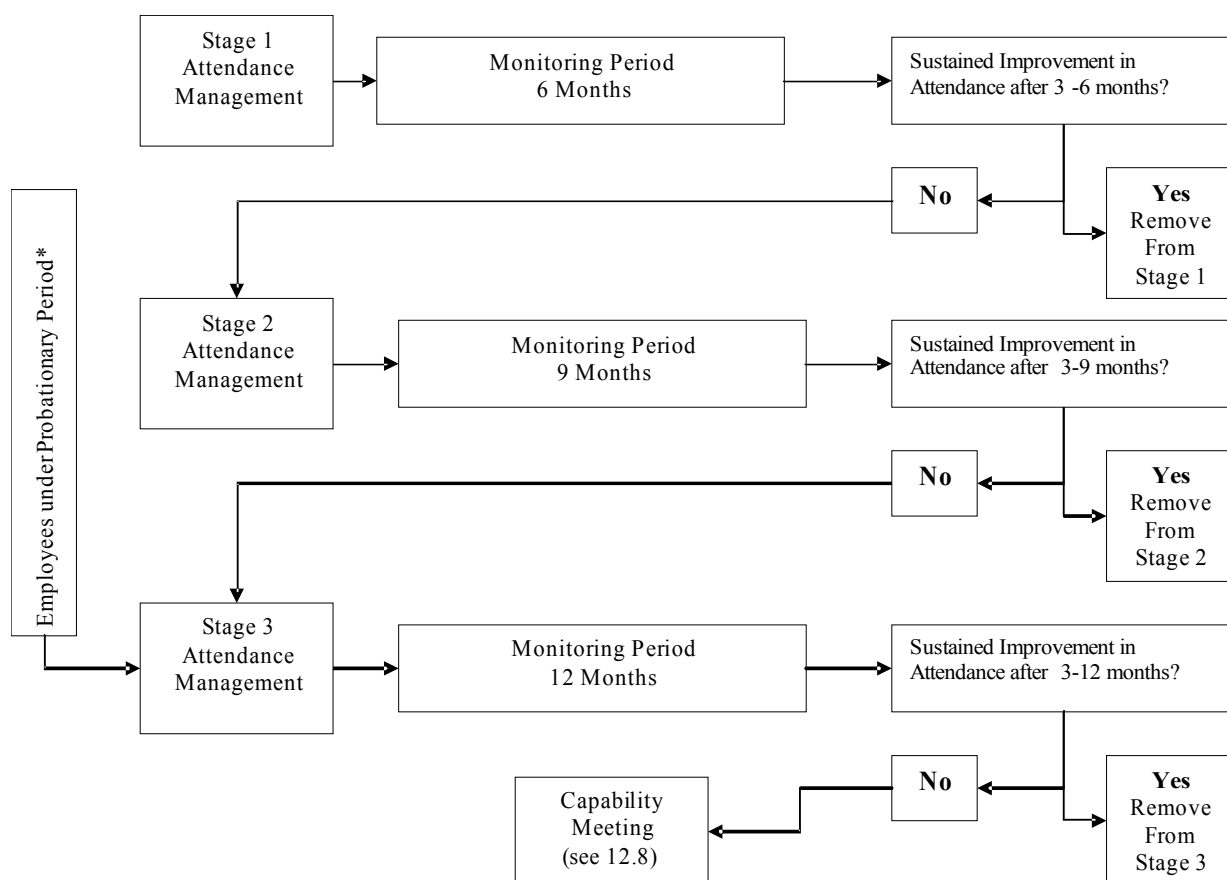 Stage 1
Attendance
Management
Monitoring Period
6 Months
Sustained Improvement in
Attendance after 3 -6 months?
No
Yes
Remove
From
Stage 1
Employees underProbationary Period*
Stage 2
Attendance
Management
Monitoring Period
9 Months
Sustained Improvement in
Attendance after 3-9 months?
No
Yes
Remove
From
Stage 2
Stage 3
Attendance
Management
Monitoring Period
12 Months
Sustained Improvement in
Attendance after 3-12 months?
No
Yes
Remove
From
Stage 3
Capability
Meeting
(see 12.8)